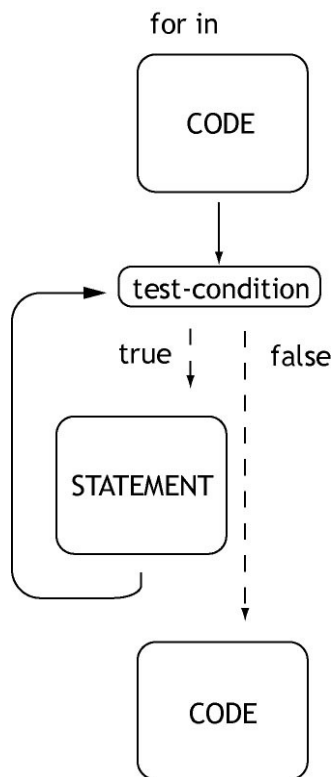 for in
CODE
test-condition
true
false
STATEMENT
CODE